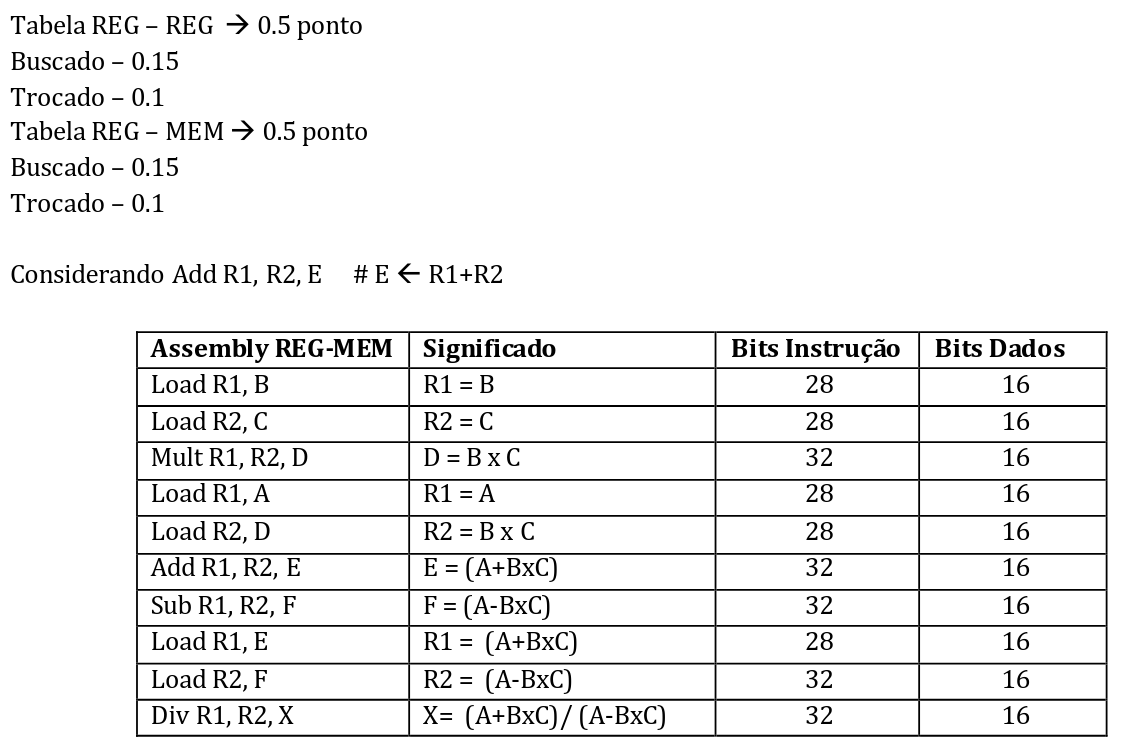 Tabela REG – REG → 0.5 ponto
Buscado – 0.15
Trocado – 0.1
Tabela REG – MEM → 0.5 ponto
Buscado – 0.15
Trocado – 0.1
Considerando Add R1, R2, E # E ← R1+R2
Assembly REG-MEM Significado Bits Instrução Bits Dados
Load R1, B R1 = B 28 16
Load R2, C R2 = C 28 16
Mult R1, R2, D D = B x C 32 16
Load R1, A R1 = A 28 16
Load R2, D R2 = B x C 28 16
Add R1, R2, E E = (A+BxC) 32 16
Sub R1, R2, F F = (A-BxC) 32 16
Load R1, E R1 = (A+BxC) 28 16
Load R2, F R2 = (A-BxC) 32 16
Div R1, R2, X X= (A+BxC)/ (A-BxC) 32 16